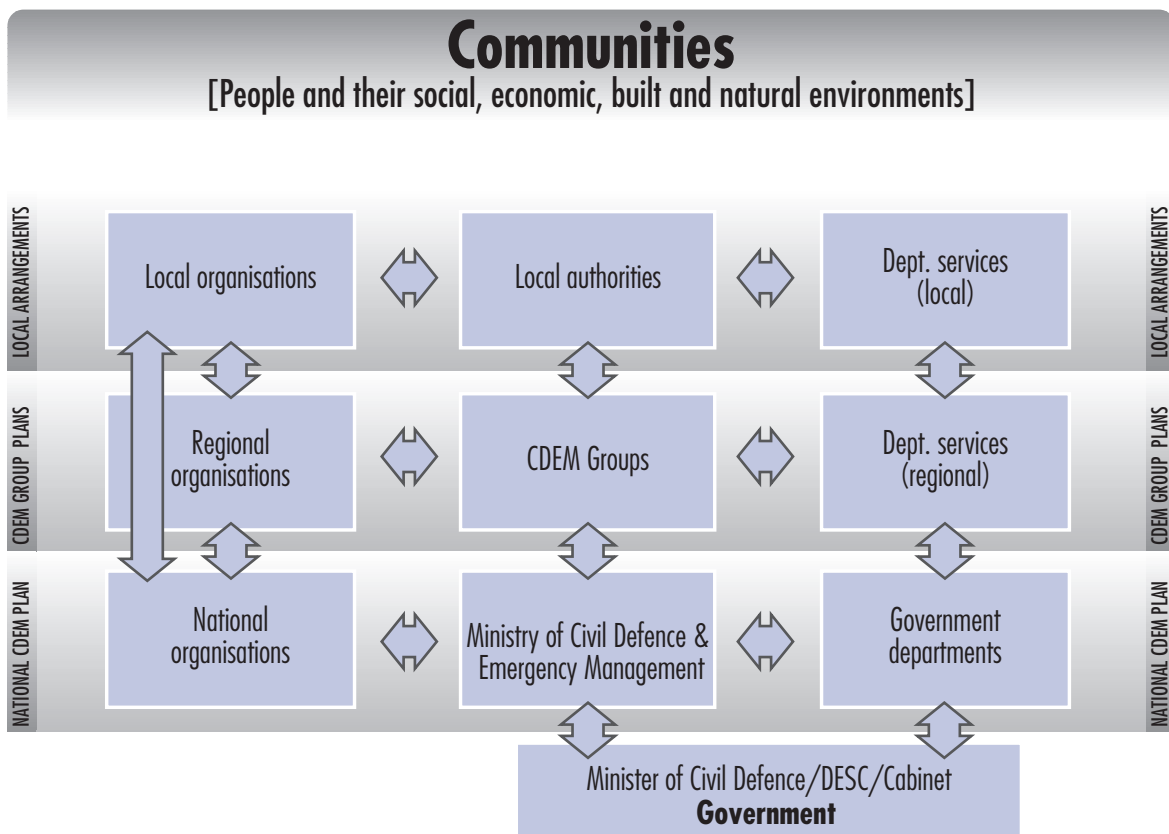 Communities
[People and their social, economic, built and natural environments]
LOCAL ARRANGEMENTS
Local organisations
Local authorities
Dept. services
(local)
LOCAL ARRANGEMENTS
CDEM GROUP PLANS
Regional
organisations
CDEM Groups
Dept. services
(regional)
CDEM GROUP PLANS
NATIONAL CDEM PLAN
National
organisations
Ministry of Civil Defence &
Emergency Management
Government
departments
NATIONAL CDEM PLAN
Minister of Civil Defence/DESC/Cabinet
Government